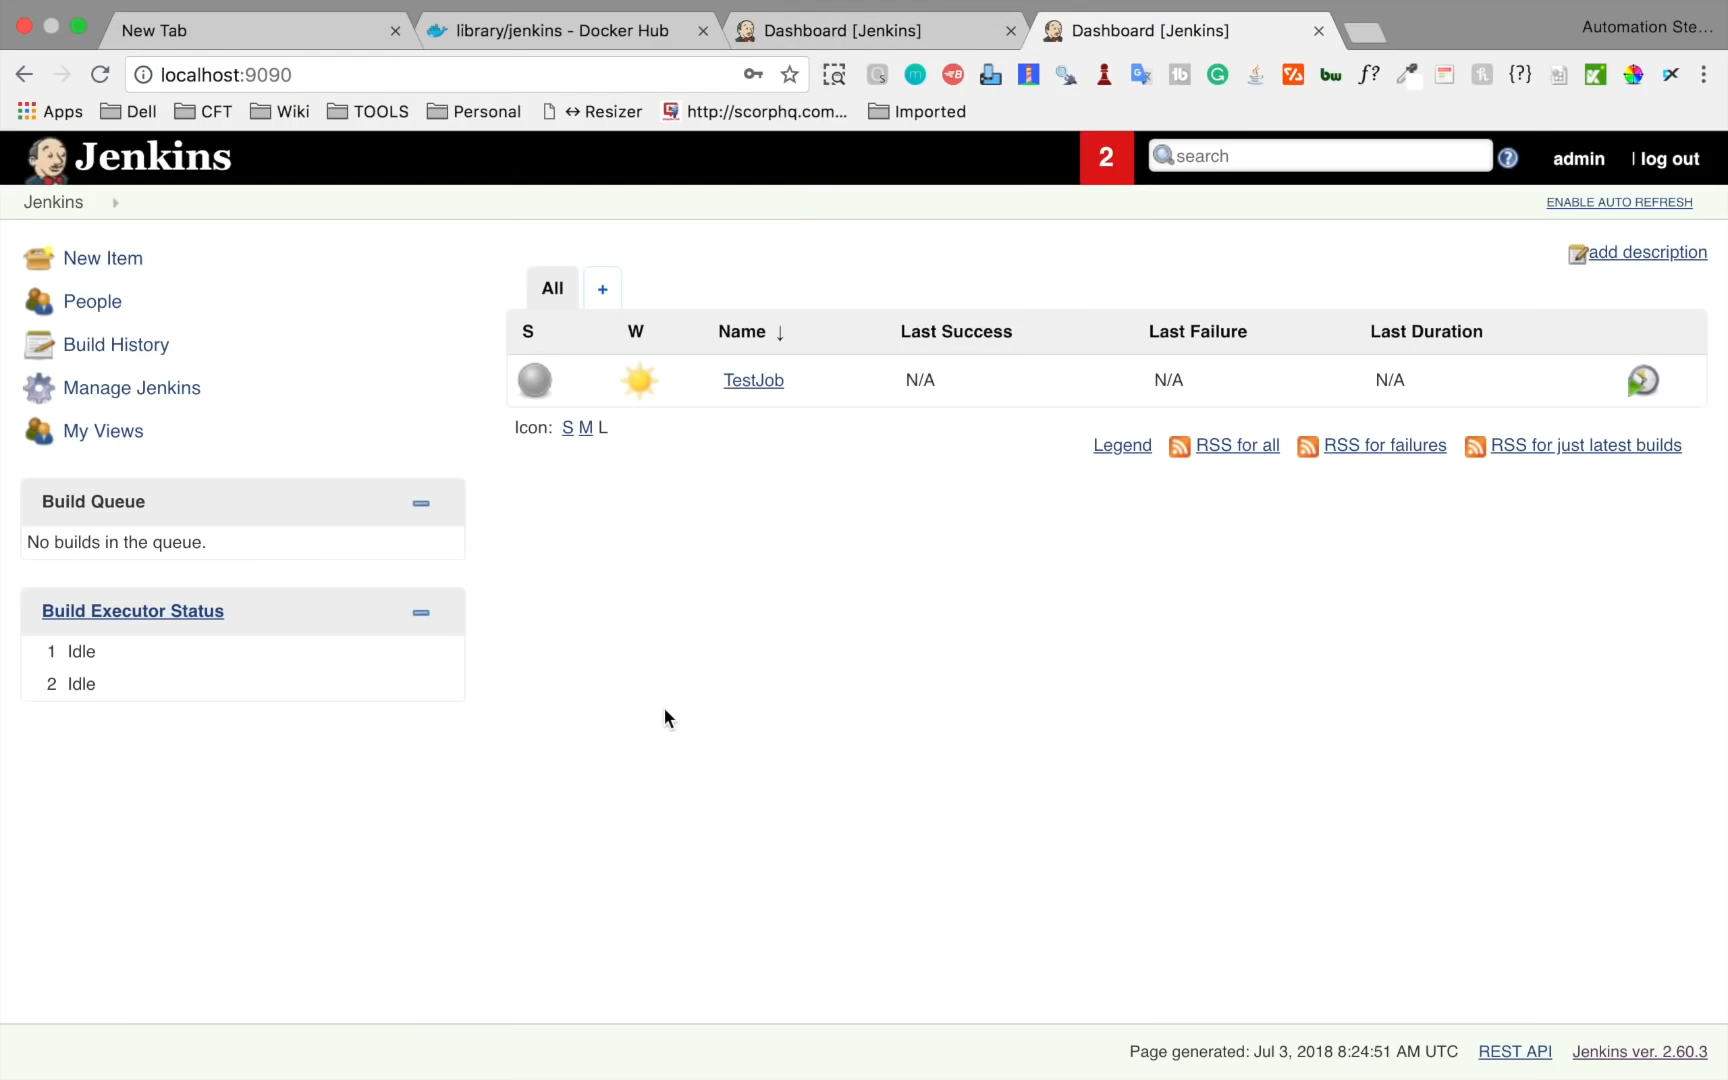 New Tab
library/jenkins - Docker Hub
Dashboard [Jenkins]
Dashboard [Jenkins]
Automation Ste...
localhost:9090
Apps
Dell
CFT
Wiki
TOOLS
Personal
↔ Resizer
http://scorphq.com...
Imported
Jenkins
2
search
admin
| log out
Jenkins
ENABLE AUTO REFRESH
New Item
People
Build History
Manage Jenkins
My Views
add description
All
+
S W Name ↓ Last Success Last Failure Last Duration
TestJob N/A N/A N/A
Icon: S M L
Legend RSS for all RSS for failures RSS for just latest builds
Build Queue
No builds in the queue.
Build Executor Status
1 Idle
2 Idle
Page generated: Jul 3, 2018 8:24:51 AM UTC REST API Jenkins ver. 2.60.3